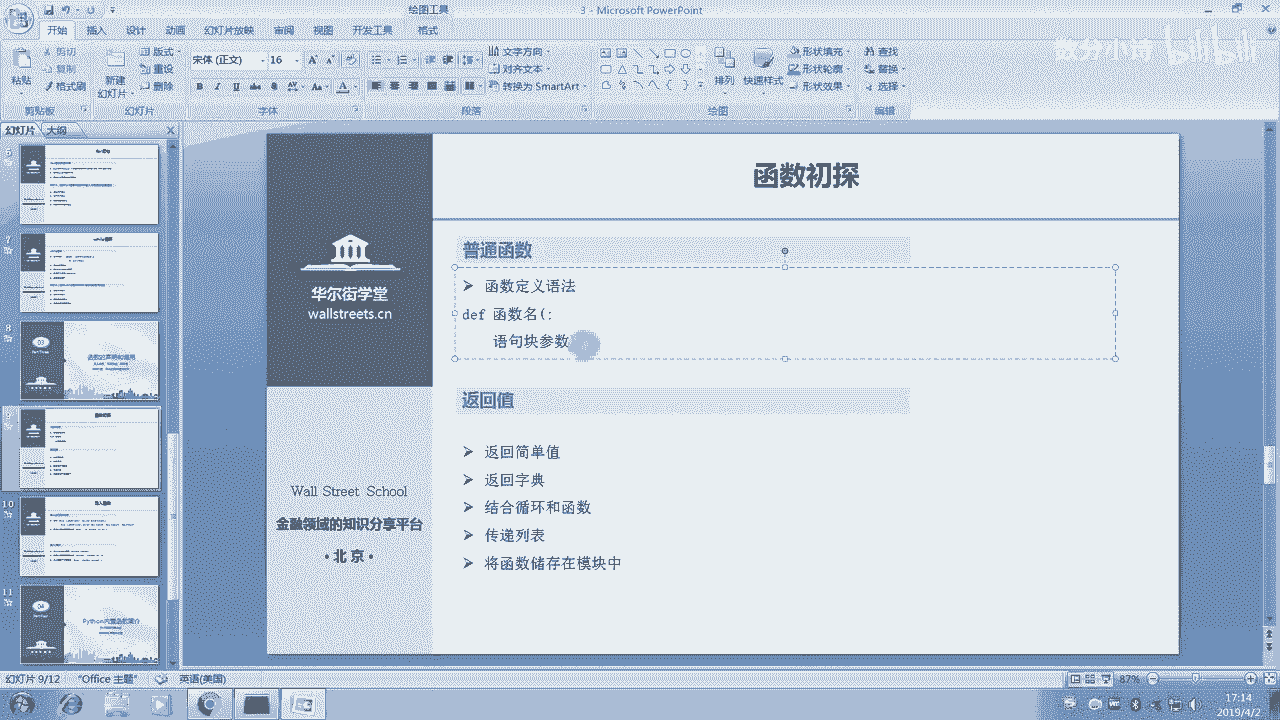 绘图工具
3 - Microsoft PowerPoint
开始 插入 设计 动画 幻灯片放映 审阅 视图 开发工具 格式
粘贴
剪切
复制
格式刷
剪贴板
新建
幻灯片
版式
重设
删除
幻灯片
宋体 (正文) 16
字体
文字方向
对齐文本
转换为 SmartArt
段落
排列
快速样式
形状填充
形状轮廓
形状效果
绘图
查找
替换
选择
编辑
bilibili
幻灯片 大纲
10
11
函数初探
华尔街学堂
wallstreets.cn
Wall Street School
金融领域的知识分享平台
•北京•
普通函数
➢ 函数定义语法
def 函数名(:
语句块参数
返回值
➢ 返回简单值
➢ 返回字典
➢ 结合循环和函数
➢ 传递列表
➢ 将函数储存在模块中
幻灯片 9/12 "Office 主题" 英语(美国)
87%
17:14
2019/4/2